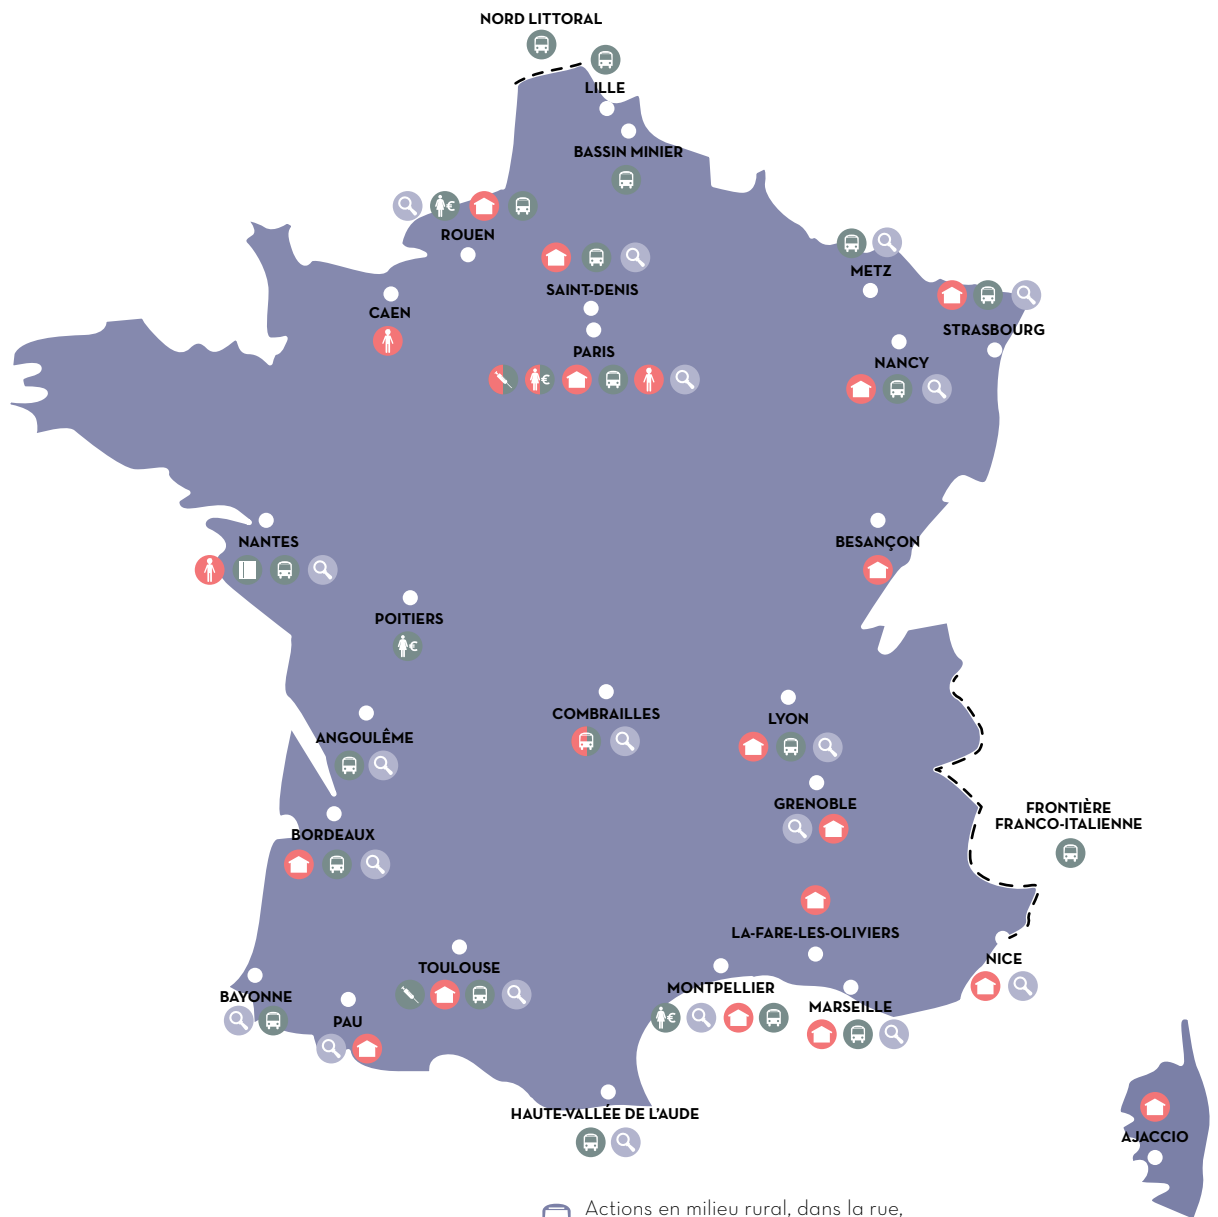 NORD LITTORAL
LILLE
BASSIN MINIER
ROUEN
SAINT-DENIS
METZ
CAEN
STRASBOURG
PARIS
NANCY
NANTES
BESANÇON
POITIERS
COMBRAILLES
LYON
ANGOULÊME
GRENOBLE
FRONTIÈRE
FRANCO-ITALIENNE
BORDEAUX
LA-FARE-LES-OLIVIERS
NICE
TOULOUSE
MONTPELLIER
BAYONNE
MARSEILLE
PAU
HAUTE-VALLÉE DE L'AUDE
AJACCIO
Actions en milieu rural, dans la rue,